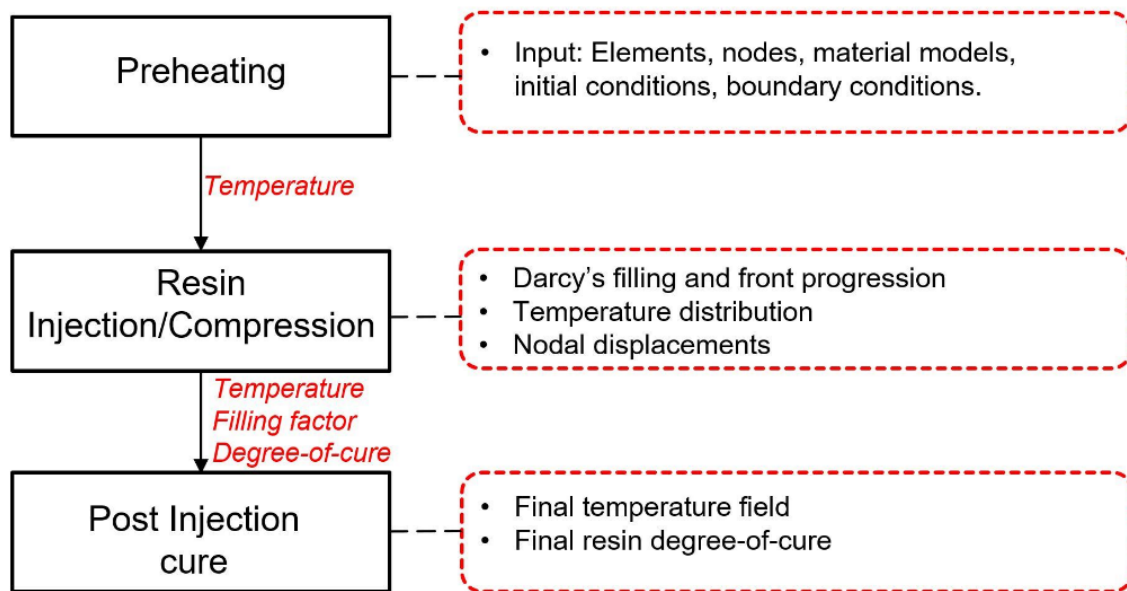 Preheating
• Input: Elements, nodes, material models,
initial conditions, boundary conditions.
Temperature
Resin
Injection/Compression
• Darcy's filling and front progression
• Temperature distribution
• Nodal displacements
Temperature
Filling factor
Degree-of-cure
Post Injection
cure
• Final temperature field
• Final resin degree-of-cure